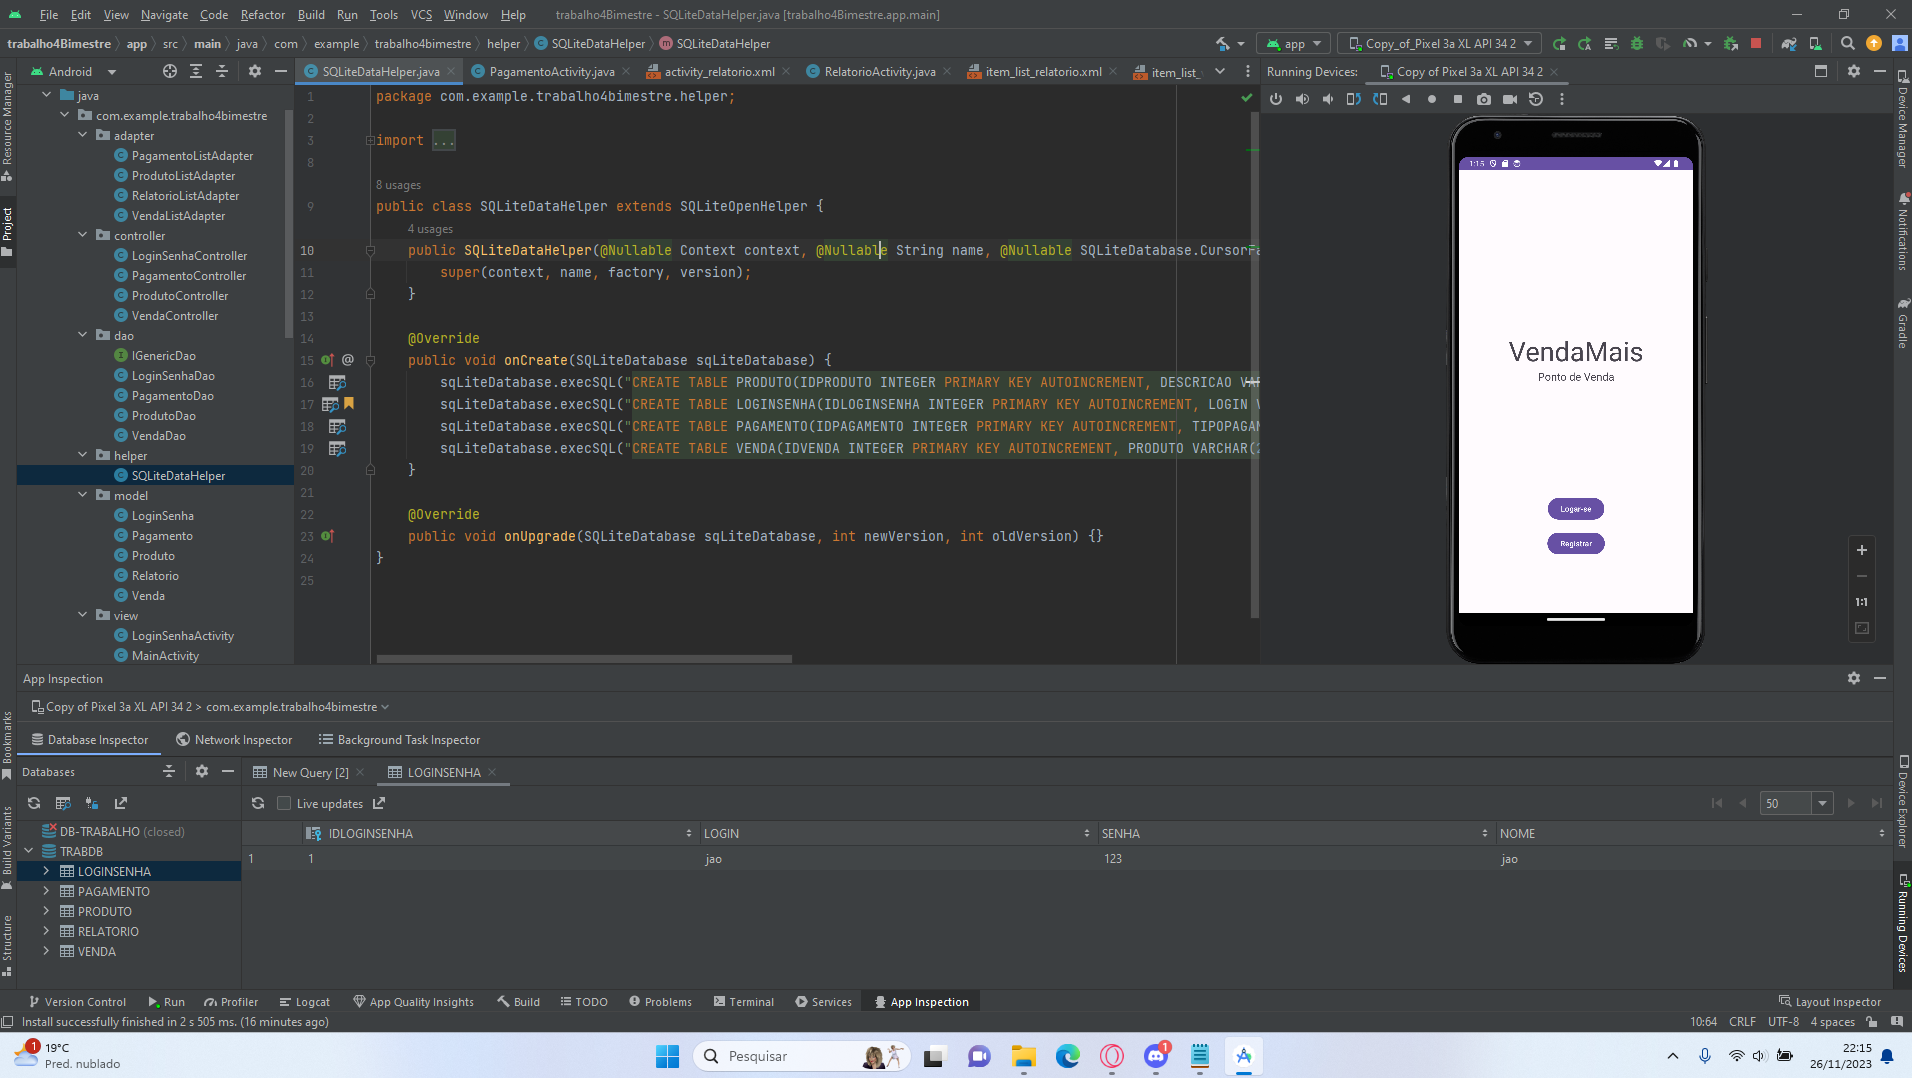 File Edit View Navigate Code Refactor Build Run Tools VCS Window Help trabalho4Bimestre - SQLiteDataHelper.java [trabalho4Bimestre.app.main]
trabalho4Bimestre app src main java com example trabalho4bimestre helper SQLiteDataHelper SQLiteDataHelper app Copy_of_Pixel 3a XL API 34 2
Android SQLiteDataHelper.java PagamentoActivity.java activity_relatorio.xml RelatorioActivity.java item_list_relatorio.xml item_list_ Running Devices: Copy of Pixel 3a XL API 34 2
java
com.example.trabalho4bimestre
adapter
PagamentoListAdapter
ProdutoListAdapter
RelatorioListAdapter
VendaListAdapter
controller
LoginSenhaController
PagamentoController
ProdutoController
VendaController
dao
IGenericDao
LoginSenhaDao
PagamentoDao
ProdutoDao
VendaDao
helper
SQLiteDataHelper
model
LoginSenha
Pagamento
Produto
Relatorio
Venda
view
LoginSenhaActivity
MainActivity
1 package com.example.trabalho4bimestre.helper;
2
3 import ...
8
8 usages
9 public class SQLiteDataHelper extends SQLiteOpenHelper {
4 usages
10 public SQLiteDataHelper(@Nullable Context context, @Nullable String name, @Nullable SQLiteDatabase.CursorFa
11 super(context, name, factory, version);
12 }
13
14 @Override
15 @ public void onCreate(SQLiteDatabase sqLiteDatabase) {
16 sqLiteDatabase.execSQL("CREATE TABLE PRODUTO(IDPRODUTO INTEGER PRIMARY KEY AUTOINCREMENT, DESCRICAO VAR
17 sqLiteDatabase.execSQL("CREATE TABLE LOGINSENHA(IDLOGINSENHA INTEGER PRIMARY KEY AUTOINCREMENT, LOGIN V
18 sqLiteDatabase.execSQL("CREATE TABLE PAGAMENTO(IDPAGAMENTO INTEGER PRIMARY KEY AUTOINCREMENT, TIPOPAGAM
19 sqLiteDatabase.execSQL("CREATE TABLE VENDA(IDVENDA INTEGER PRIMARY KEY AUTOINCREMENT, PRODUTO VARCHAR(2
20 }
21
22 @Override
23 public void onUpgrade(SQLiteDatabase sqLiteDatabase, int newVersion, int oldVersion) {}
24 }
25
1:15
VendaMais
Ponto de Venda
Logar-se
Registrar
1:1
Resource Manager
Project
Bookmarks
Build Variants
Structure
Device Manager
Notifications
Gradle
Device Explorer
Running Devices
App Inspection
Copy of Pixel 3a XL API 34 2 > com.example.trabalho4bimestre
Database Inspector Network Inspector Background Task Inspector
Databases New Query [2] LOGINSENHA
Live updates 50
DB-TRABALHO (closed)
TRABDB
LOGINSENHA
PAGAMENTO
PRODUTO
RELATORIO
VENDA
IDLOGINSENHA LOGIN SENHA NOME
1 1 jao 123 jao
Version Control Run Profiler Logcat App Quality Insights Build TODO Problems Terminal Services App Inspection Layout Inspector
Install successfully finished in 2 s 505 ms. (16 minutes ago) 10:64 CRLF UTF-8 4 spaces
1 19°C
Pred. nublado
Pesquisar
1
22:15
26/11/2023